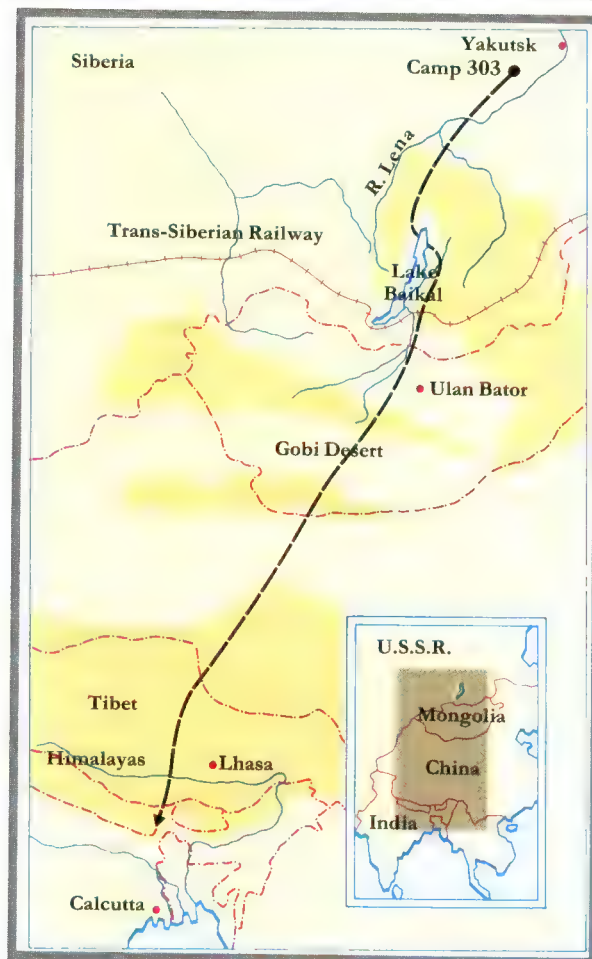 Yakutsk
Siberia
Camp 303
R. Lena
Trans-Siberian Railway
Lake
Baikal
Ulan Bator
Gobi Desert
U.S.S.R.
Tibet
Mongolia
Himalayas
Lhasa
China
India
Calcutta